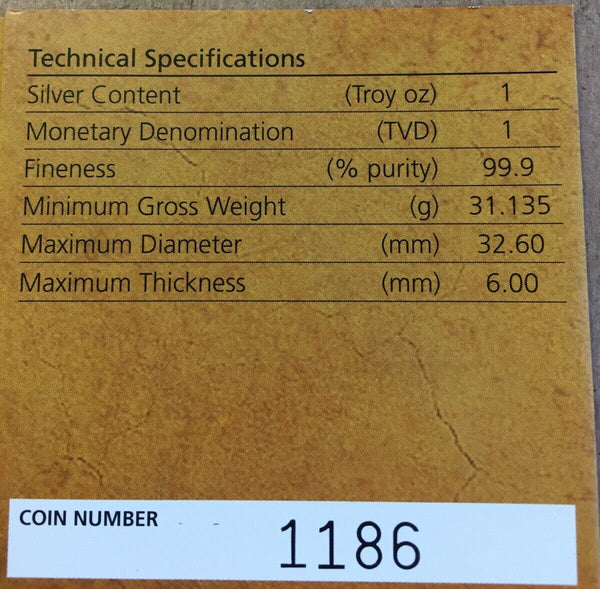 Technical Specifications
Silver Content (Troy oz) 1
Monetary Denomination (TVD) 1
Fineness (% purity) 99.9
Minimum Gross Weight (g) 31.135
Maximum Diameter (mm) 32.60
Maximum Thickness (mm) 6.00
COIN NUMBER 1186